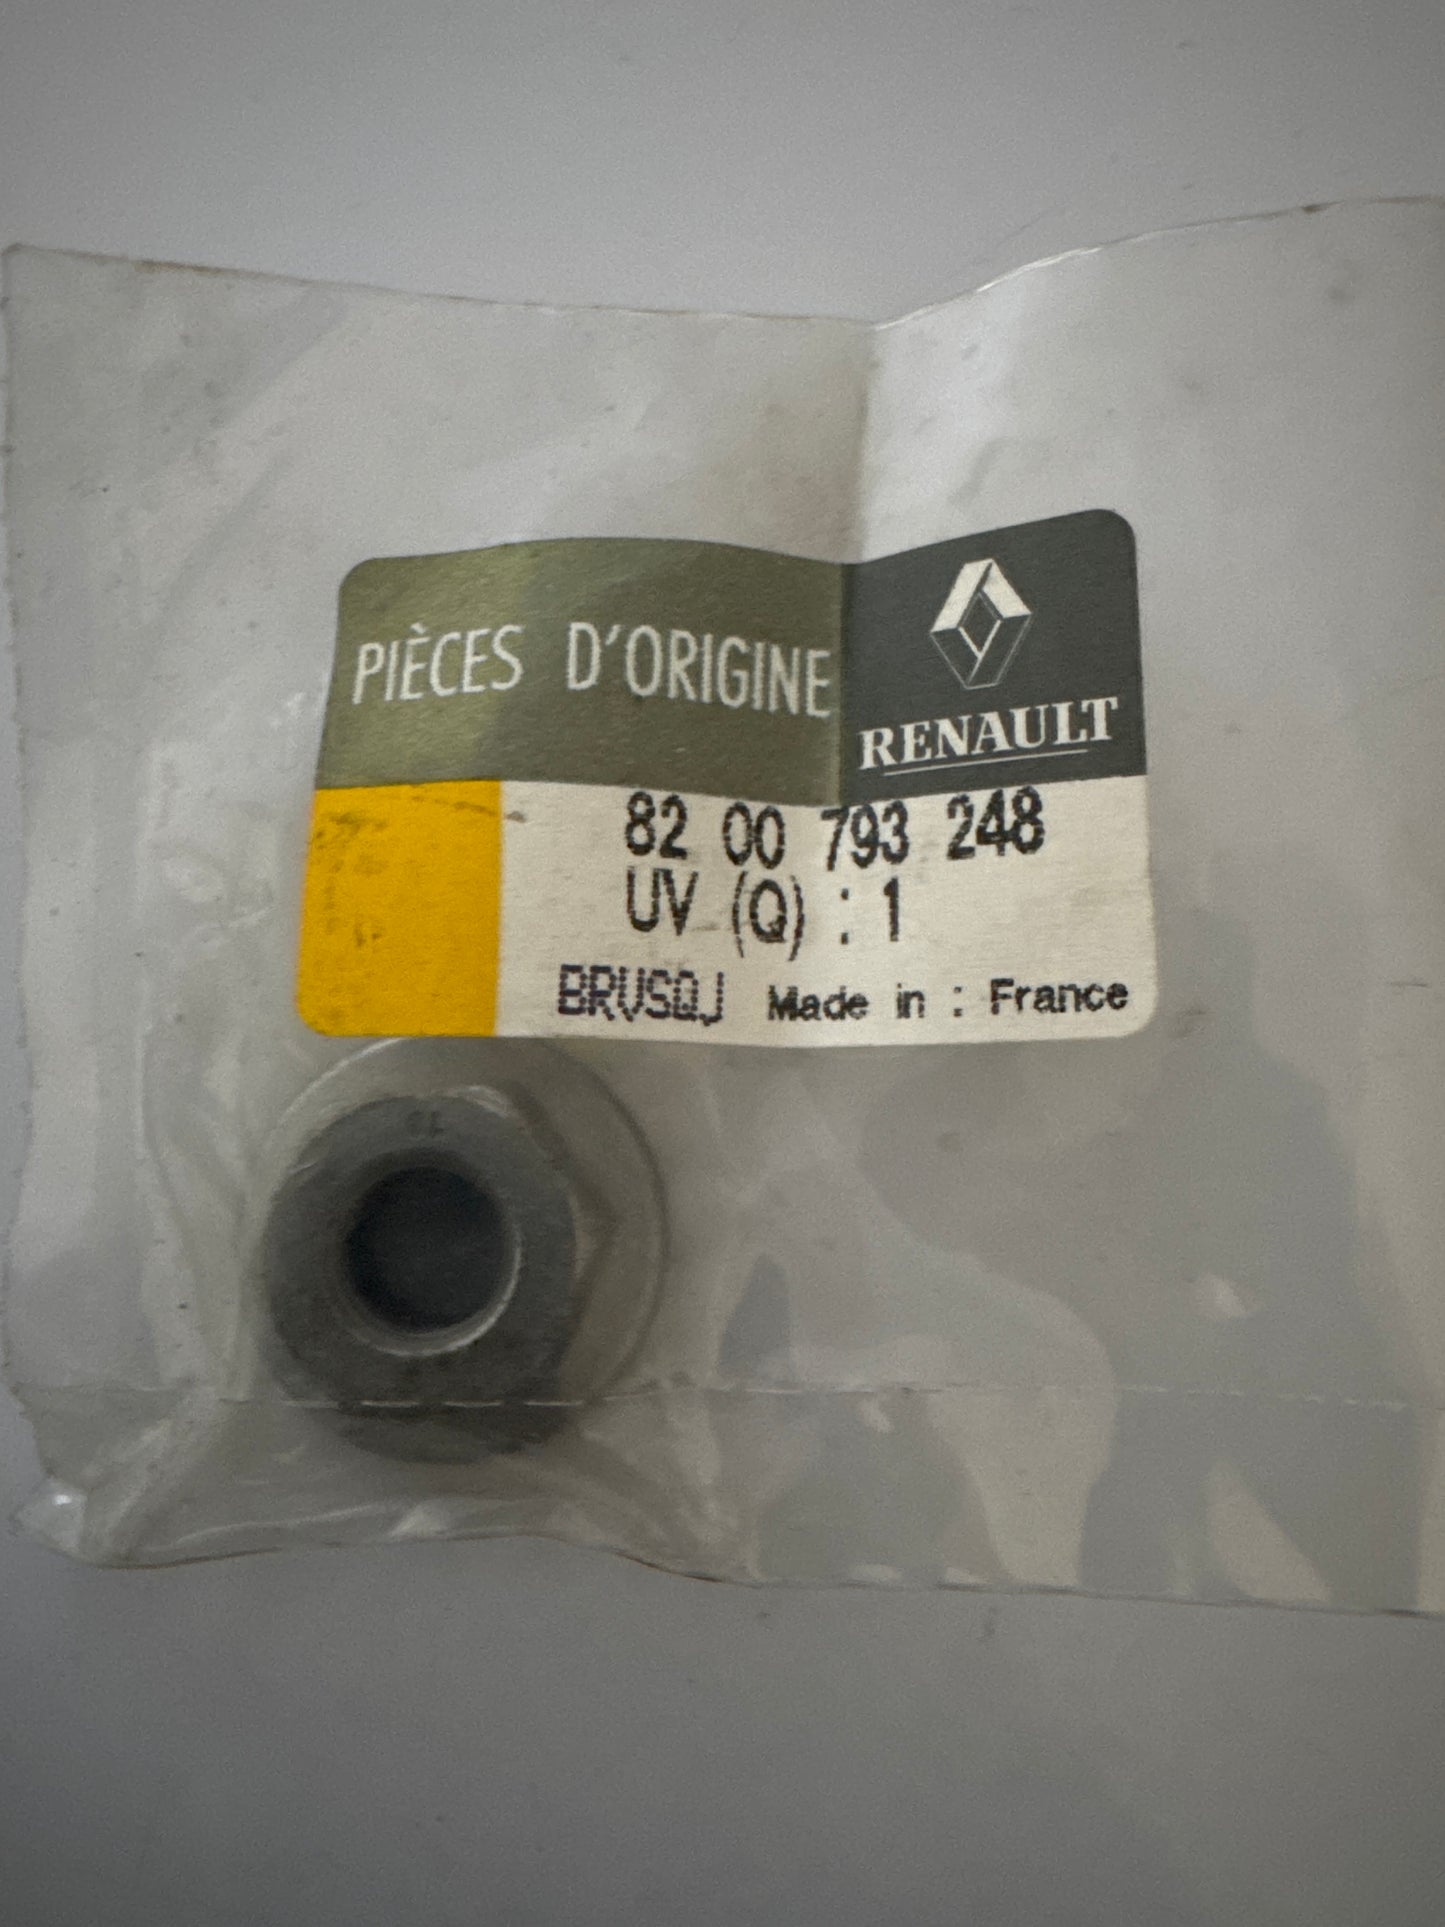 PIÈCES D'ORIGINE
RENAULT
82 00 793 248
UV (Q) : 1
BRVSQJ Made in : France